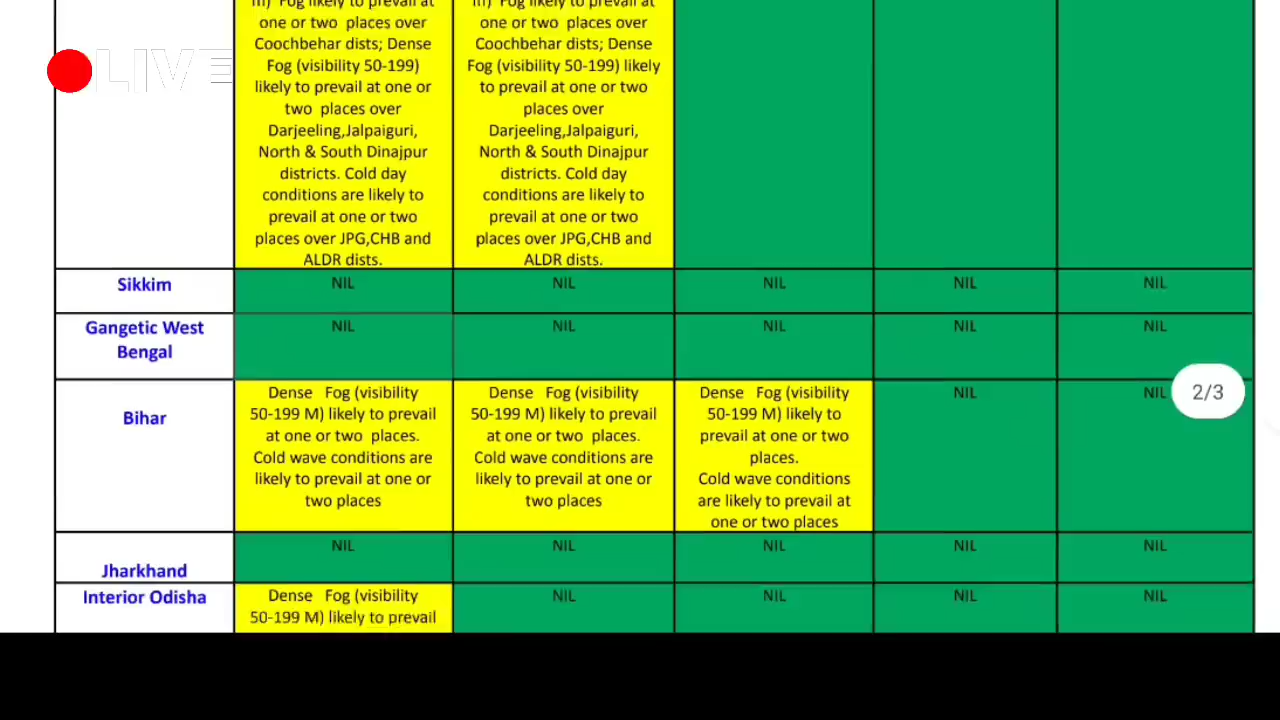 m) Fog likely to prevail at
one or two places over
Coochbehar dists; Dense
Fog (visibility 50-199)
likely to prevail at one or
two places over
Darjeeling,Jalpaiguri,
North & South Dinajpur
districts. Cold day
conditions are likely to
prevail at one or two
places over JPG,CHB and
ALDR dists.
m) Fog likely to prevail at
one or two places over
Coochbehar dists; Dense
Fog (visibility 50-199) likely
to prevail at one or two
places over
Darjeeling,Jalpaiguri,
North & South Dinajpur
districts. Cold day
conditions are likely to
prevail at one or two
places over JPG,CHB and
ALDR dists.
LIVE
Sikkim
NIL
NIL
NIL
NIL
NIL
Gangetic West
Bengal
NIL
NIL
NIL
NIL
NIL
Bihar
Dense Fog (visibility
50-199 M) likely to prevail
at one or two places.
Cold wave conditions are
likely to prevail at one or
two places
Dense Fog (visibility
50-199 M) likely to prevail
at one or two places.
Cold wave conditions are
likely to prevail at one or
two places
Dense Fog (visibility
50-199 M) likely to
prevail at one or two
places.
Cold wave conditions
are likely to prevail at
one or two places
NIL
NIL
2/3
Jharkhand
NIL
NIL
NIL
NIL
NIL
Interior Odisha
Dense Fog (visibility
50-199 M) likely to prevail
NIL
NIL
NIL
NIL